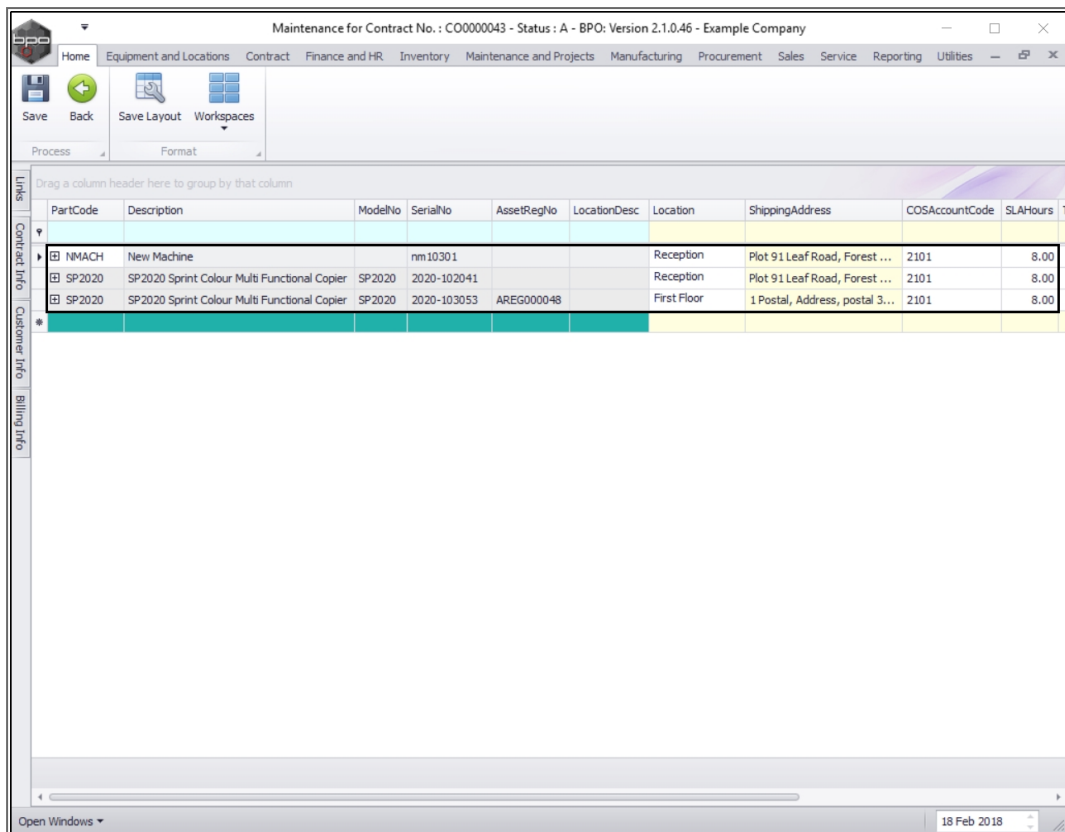 Maintenance for Contract No. : CO0000043 - Status : A - BPO: Version 2.1.0.46 - Example Company
bpo
Home Equipment and Locations Contract Finance and HR Inventory Maintenance and Projects Manufacturing Procurement Sales Service Reporting Utilities
Save Back Save Layout Workspaces
Process Format
Links
Contract Info
Customer Info
Billing Info
Drag a column header here to group by that column
PartCode Description ModelNo SerialNo AssetRegNo LocationDesc Location ShippingAddress COSAccountCode SLAHours T
NMACH New Machine nm10301 Reception Plot 91 Leaf Road, Forest ... 2101 8.00
SP2020 SP2020 Sprint Colour Multi Functional Copier SP2020 2020-102041 Reception Plot 91 Leaf Road, Forest ... 2101 8.00
SP2020 SP2020 Sprint Colour Multi Functional Copier SP2020 2020-103053 AREG000048 First Floor 1 Postal, Address, postal 3... 2101 8.00
Open Windows 18 Feb 2018